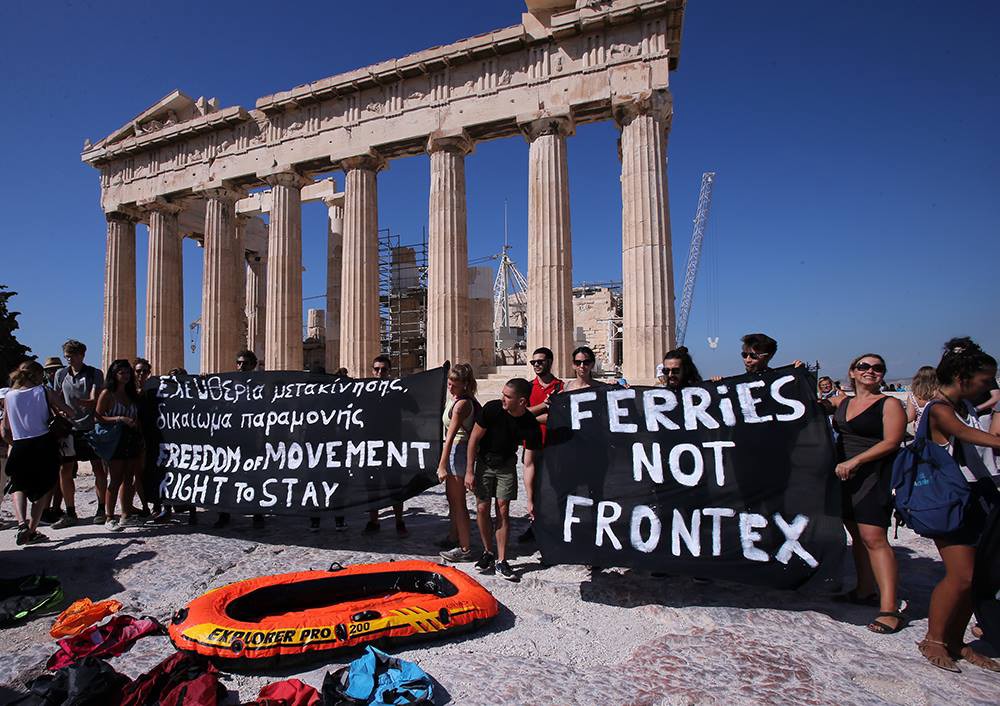 Ελευθερία μετακίνησης,
δικαίωμα παραμονής
FREEDOM oF MOVEMENT
RIGHT to STAY
FERRiES
NOT
FRONTEX
EXPLORER PRO 200